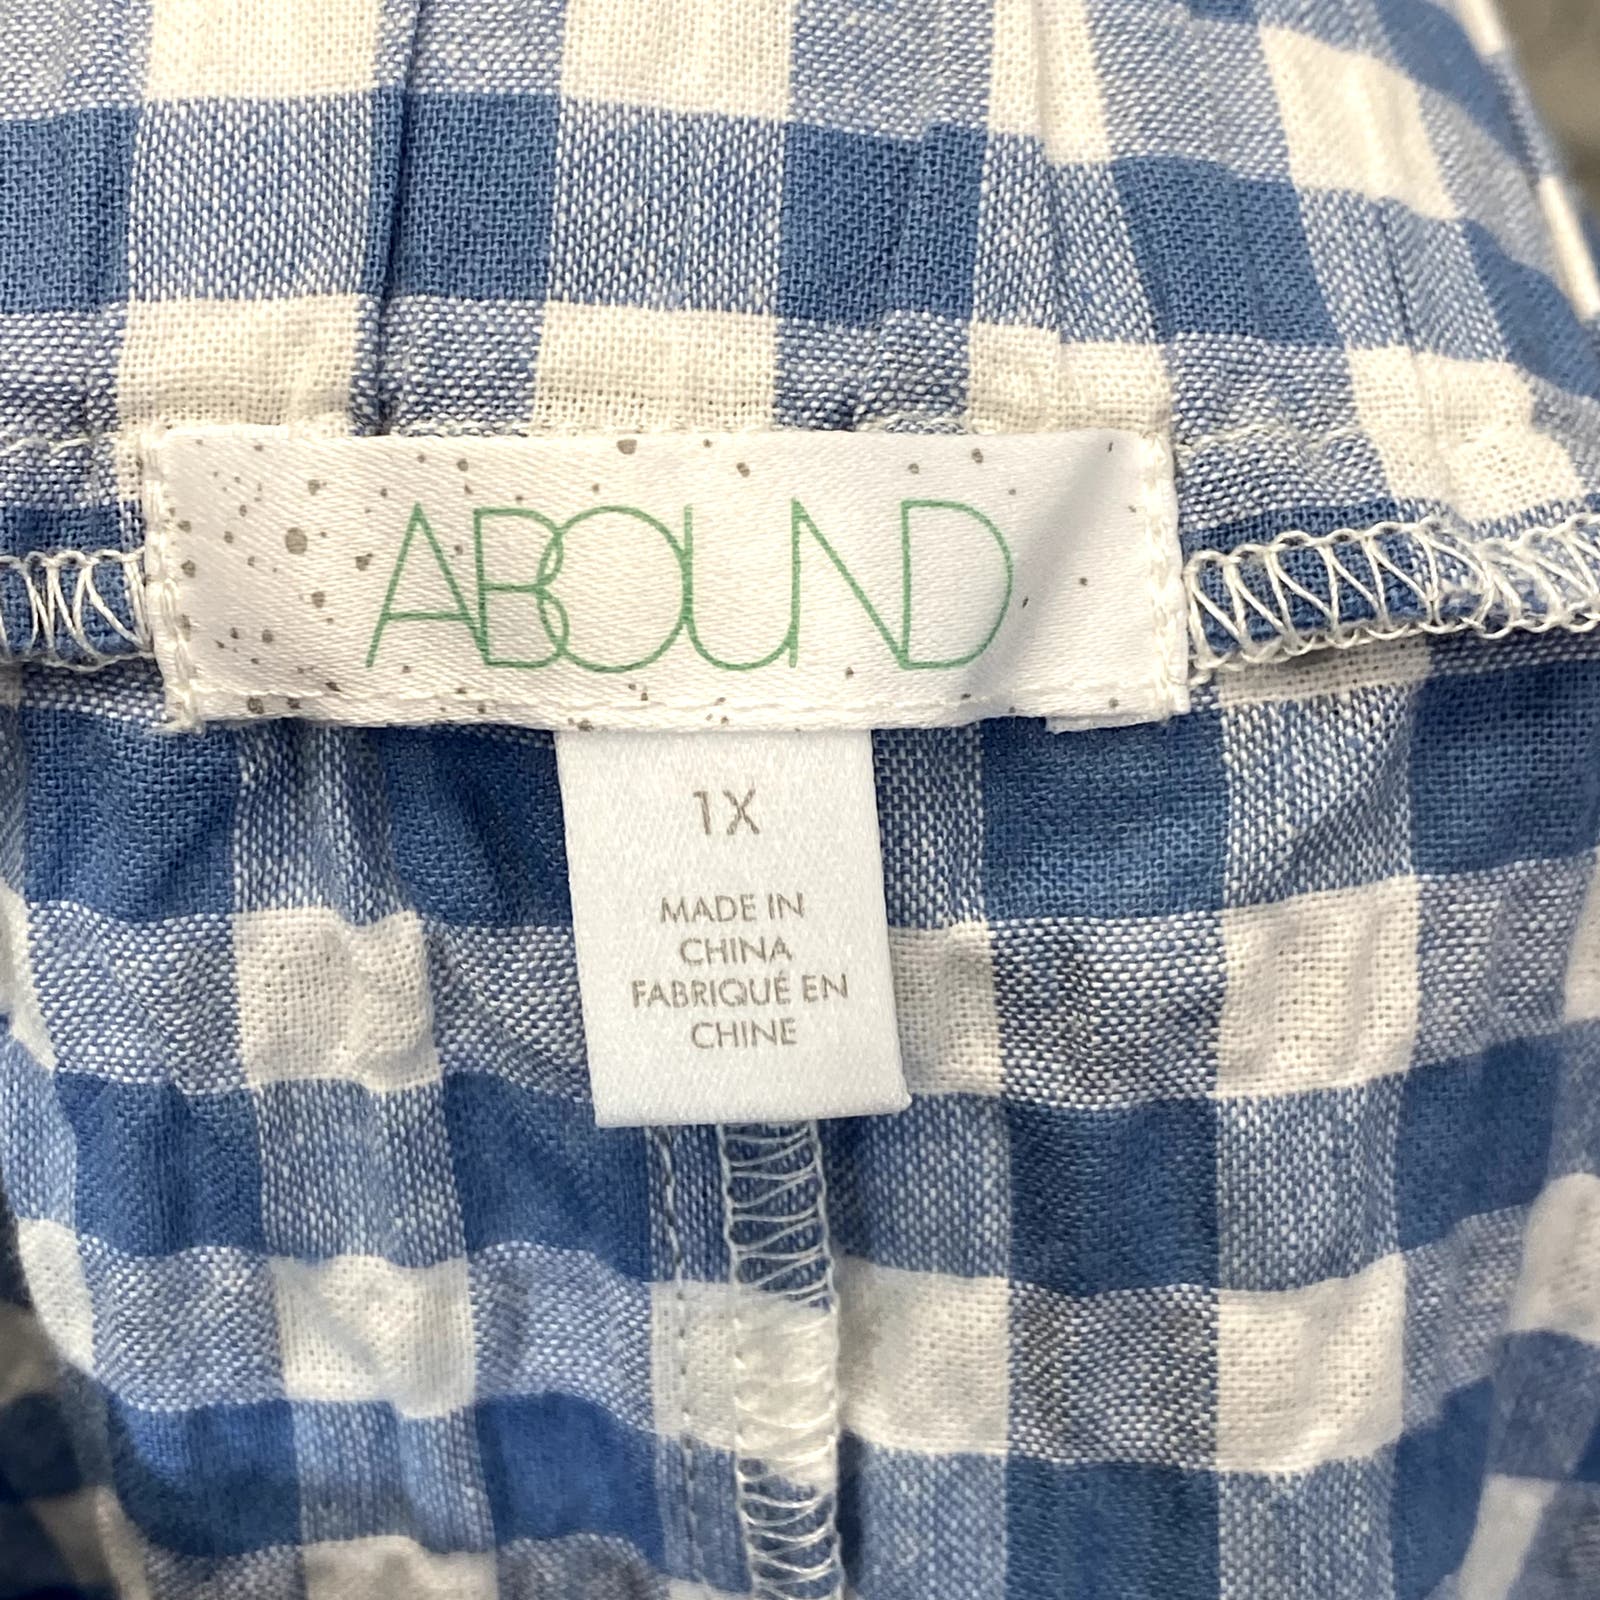 ABOUND
1X
MADE IN
CHINA
FABRIQUÉ EN
CHINE